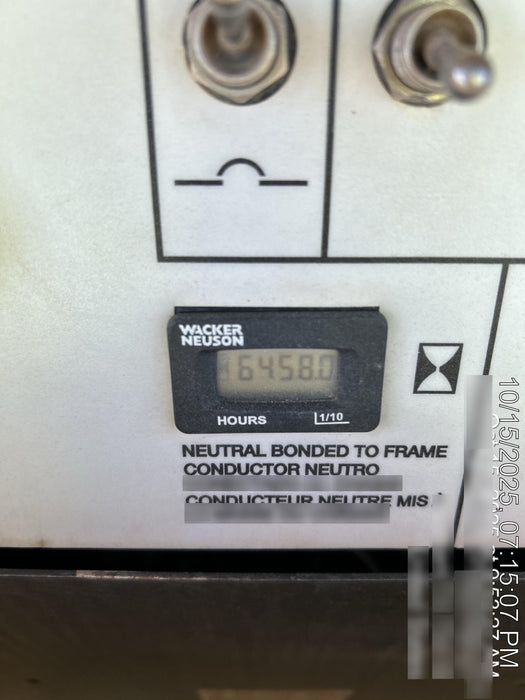 WACKER
NEUSON
6458.0
HOURS 1/10
NEUTRAL BONDED TO FRAME
CONDUCTOR NEUTRO
CONDUCTEUR NEUTRE MIS À
10/15/2025, 07:15:07 PM